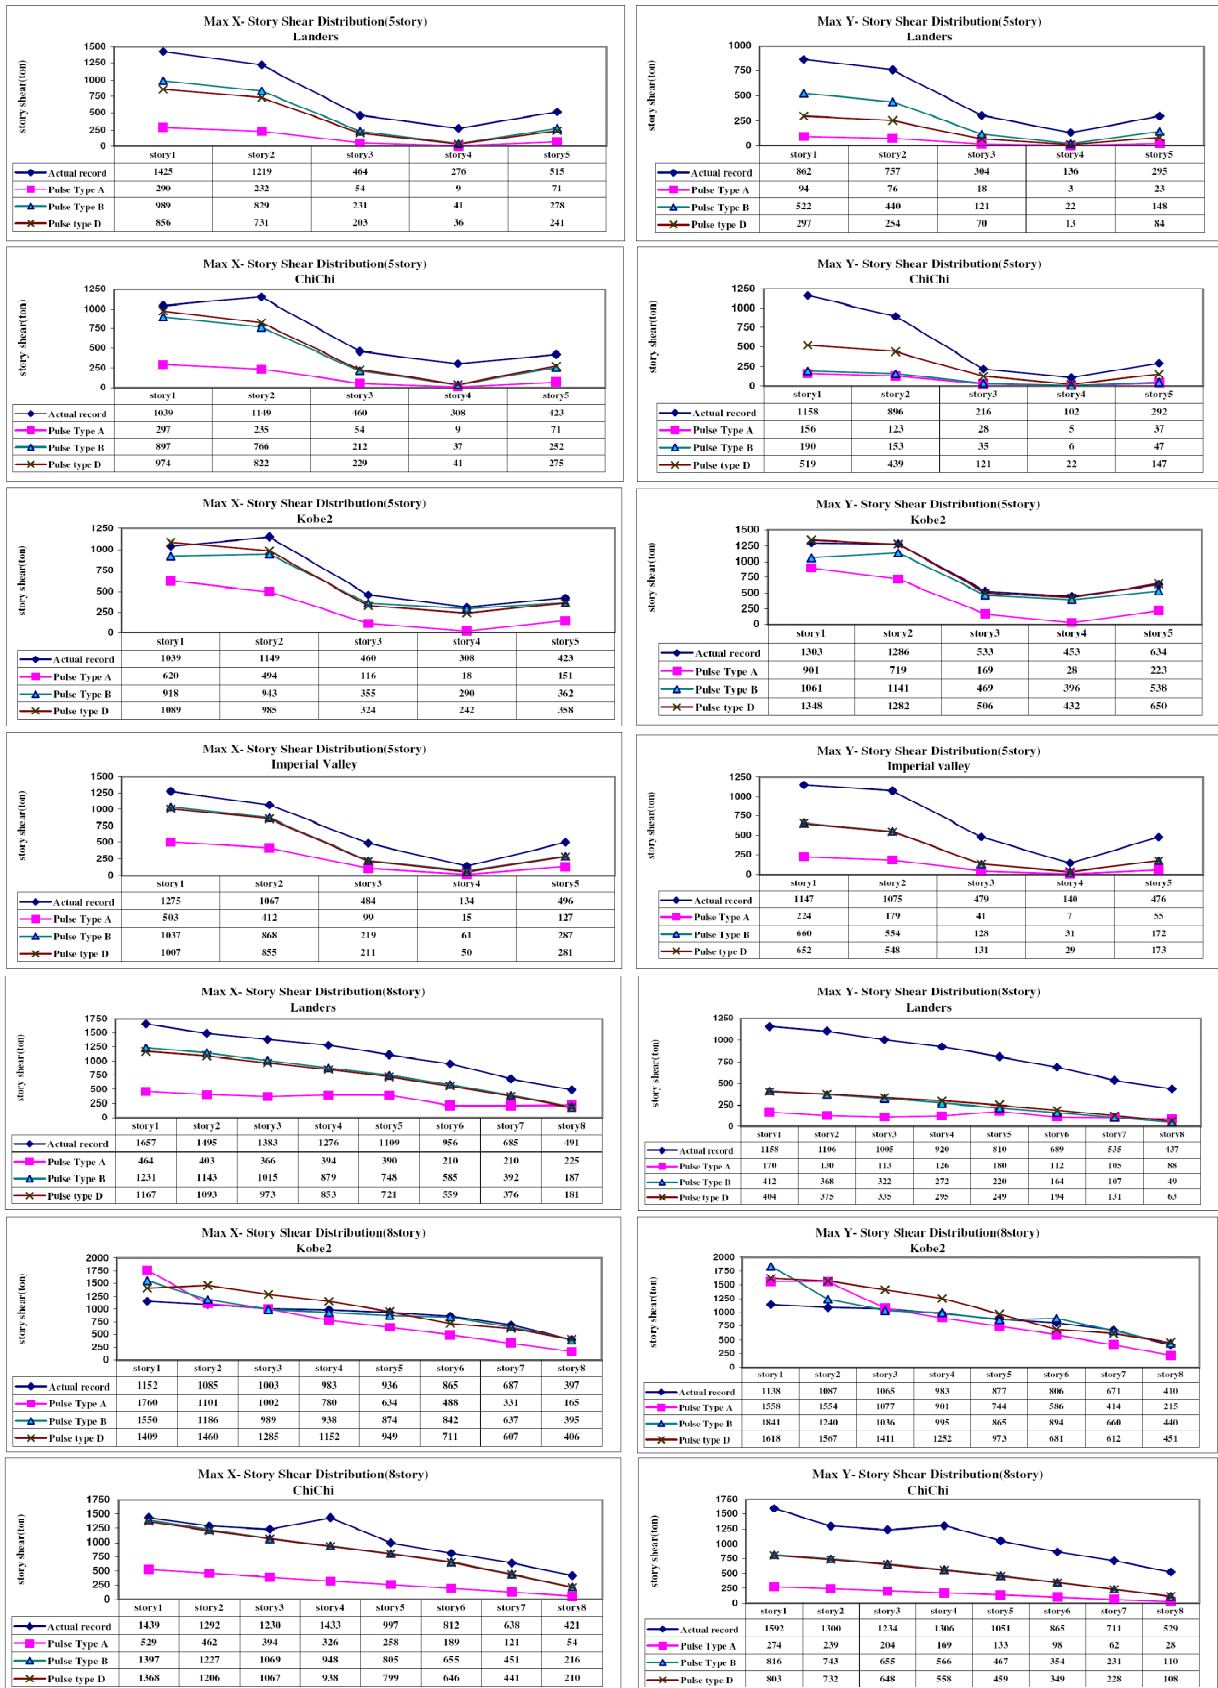 Max X- Story Shear Distribution(5story)
Landers
story shear(ton)
1500
1250
1000
750
500
250
0
story1 story2 story3 story4 story5
Actual record 1425 1219 464 276 515
Pulse Type A 290 232 54 9 71
Pulse Type B 989 829 231 41 278
Pulse type D 856 731 203 36 241
Max Y- Story Shear Distribution(5story)
Landers
story shear(ton)
1000
750
500
250
0
story1 story2 story3 story4 story5
Actual record 862 757 304 136 295
Pulse Type A 94 76 18 3 23
Pulse Type B 522 440 121 22 148
Pulse type D 297 254 70 13 84
Max X- Story Shear Distribution(5story)
ChiChi
story shear(ton)
1250
1000
750
500
250
0
story1 story2 story3 story4 story5
Actual record 1039 1149 460 308 423
Pulse Type A 297 235 54 9 71
Pulse Type B 897 766 212 37 252
Pulse type D 974 822 229 41 275
Max Y- Story Shear Distribution(5story)
ChiChi
story shear(ton)
1250
1000
750
500
250
0
story1 story2 story3 story4 story5
Actual record 1158 896 216 102 292
Pulse Type A 156 123 28 5 37
Pulse Type B 190 153 35 6 47
Pulse type D 519 439 121 22 147
Max X- Story Shear Distribution(5story)
Kobe2
story shear(ton)
1250
1000
750
500
250
0
story1 story2 story3 story4 story5
Actual record 1039 1149 460 308 423
Pulse Type A 620 494 116 18 151
Pulse Type B 918 943 355 290 362
Pulse type D 1089 985 324 242 358
Max Y- Story Shear Distribution(5story)
Kobe2
story shear(ton)
1500
1250
1000
750
500
250
0
story1 story2 story3 story4 story5
Actual record 1303 1286 533 453 634
Pulse Type A 901 719 169 28 223
Pulse Type B 1061 1141 469 396 538
Pulse type D 1348 1282 506 432 650
Max X- Story Shear Distribution(5story)
Imperial Valley
story shear(ton)
1500
1250
1000
750
500
250
0
story1 story2 story3 story4 story5
Actual record 1275 1067 484 134 496
Pulse Type A 503 412 99 15 127
Pulse Type B 1037 868 219 61 287
Pulse type D 1007 855 211 50 281
Max Y- Story Shear Distribution(5story)
Imperial valley
story shear(ton)
1250
1000
750
500
250
0
story1 story2 story3 story4 story5
Actual record 1147 1075 479 140 476
Pulse Type A 224 179 41 7 55
Pulse Type B 660 554 128 31 172
Pulse type D 652 548 131 29 173
Max X- Story Shear Distribution(8story)
Landers
story shear(ton)
1750
1500
1250
1000
750
500
250
0
story1 story2 story3 story4 story5 story6 story7 story8
Actual record 1657 1495 1383 1276 1109 956 685 491
Pulse Type A 464 403 366 394 390 210 210 225
Pulse Type B 1231 1143 1015 879 748 585 392 187
Pulse type D 1167 1093 973 853 721 559 376 181
Max Y- Story Shear Distribution(8story)
Landers
story shear(ton)
1250
1000
750
500
250
0
story1 story2 story3 story4 story5 story6 story7 story8
Actual record 1158 1106 1005 920 810 689 535 437
Pulse Type A 170 130 113 126 180 112 105 88
Pulse Type B 412 368 322 272 220 164 107 49
Pulse type D 404 375 335 295 249 194 131 63
Max X- Story Shear Distribution(8story)
Kobe2
story shear(ton)
2000
1750
1500
1250
1000
750
500
250
0
story1 story2 story3 story4 story5 story6 story7 story8
Actual record 1152 1085 1003 983 936 865 687 397
Pulse Type A 1760 1101 1002 780 634 488 331 165
Pulse Type B 1550 1186 989 938 874 842 637 395
Pulse type D 1409 1460 1285 1152 949 711 607 406
Max Y- Story Shear Distribution(8story)
Kobe2
story shear(ton)
2000
1750
1500
1250
1000
750
500
250
0
story1 story2 story3 story4 story5 story6 story7 story8
Actual record 1138 1087 1065 983 877 806 671 410
Pulse Type A 1558 1554 1077 901 744 586 414 215
Pulse Type B 1841 1240 1036 995 865 894 660 440
Pulse type D 1618 1567 1411 1252 973 681 612 451
Max X- Story Shear Distribution(8story)
ChiChi
story shear(ton)
1750
1500
1250
1000
750
500
250
0
story1 story2 story3 story4 story5 story6 story7 story8
Actual record 1439 1292 1230 1433 997 812 638 421
Pulse Type A 529 462 394 326 258 189 121 54
Pulse Type B 1397 1227 1069 948 805 655 451 216
Pulse type D 1368 1206 1067 938 799 646 441 210
Max Y- Story Shear Distribution(8story)
ChiChi
story shear(ton)
1750
1500
1250
1000
750
500
250
0
story1 story2 story3 story4 story5 story6 story7 story8
Actual record 1592 1300 1234 1306 1051 865 711 529
Pulse Type A 274 239 204 169 133 98 62 28
Pulse Type B 816 743 655 566 467 354 231 110
Pulse type D 803 732 648 558 459 349 228 108